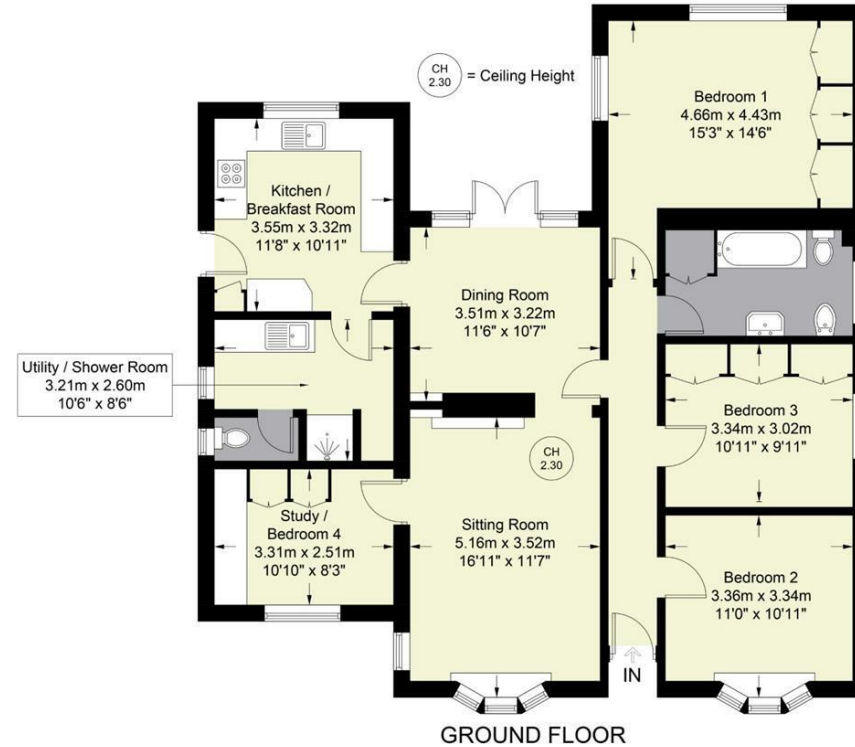 CH
2.30
= Ceiling Height
Bedroom 1
4.66m x 4.43m
15'3" x 14'6"
Kitchen /
Breakfast Room
3.55m x 3.32m
11'8" x 10'11"
Dining Room
3.51m x 3.22m
11'6" x 10'7"
Utility / Shower Room
3.21m x 2.60m
10'6" x 8'6"
Bedroom 3
3.34m x 3.02m
10'11" x 9'11"
CH
2.30
Study /
Bedroom 4
3.31m x 2.51m
10'10" x 8'3"
Sitting Room
5.16m x 3.52m
16'11" x 11'7"
Bedroom 2
3.36m x 3.34m
11'0" x 10'11"
IN
GROUND FLOOR